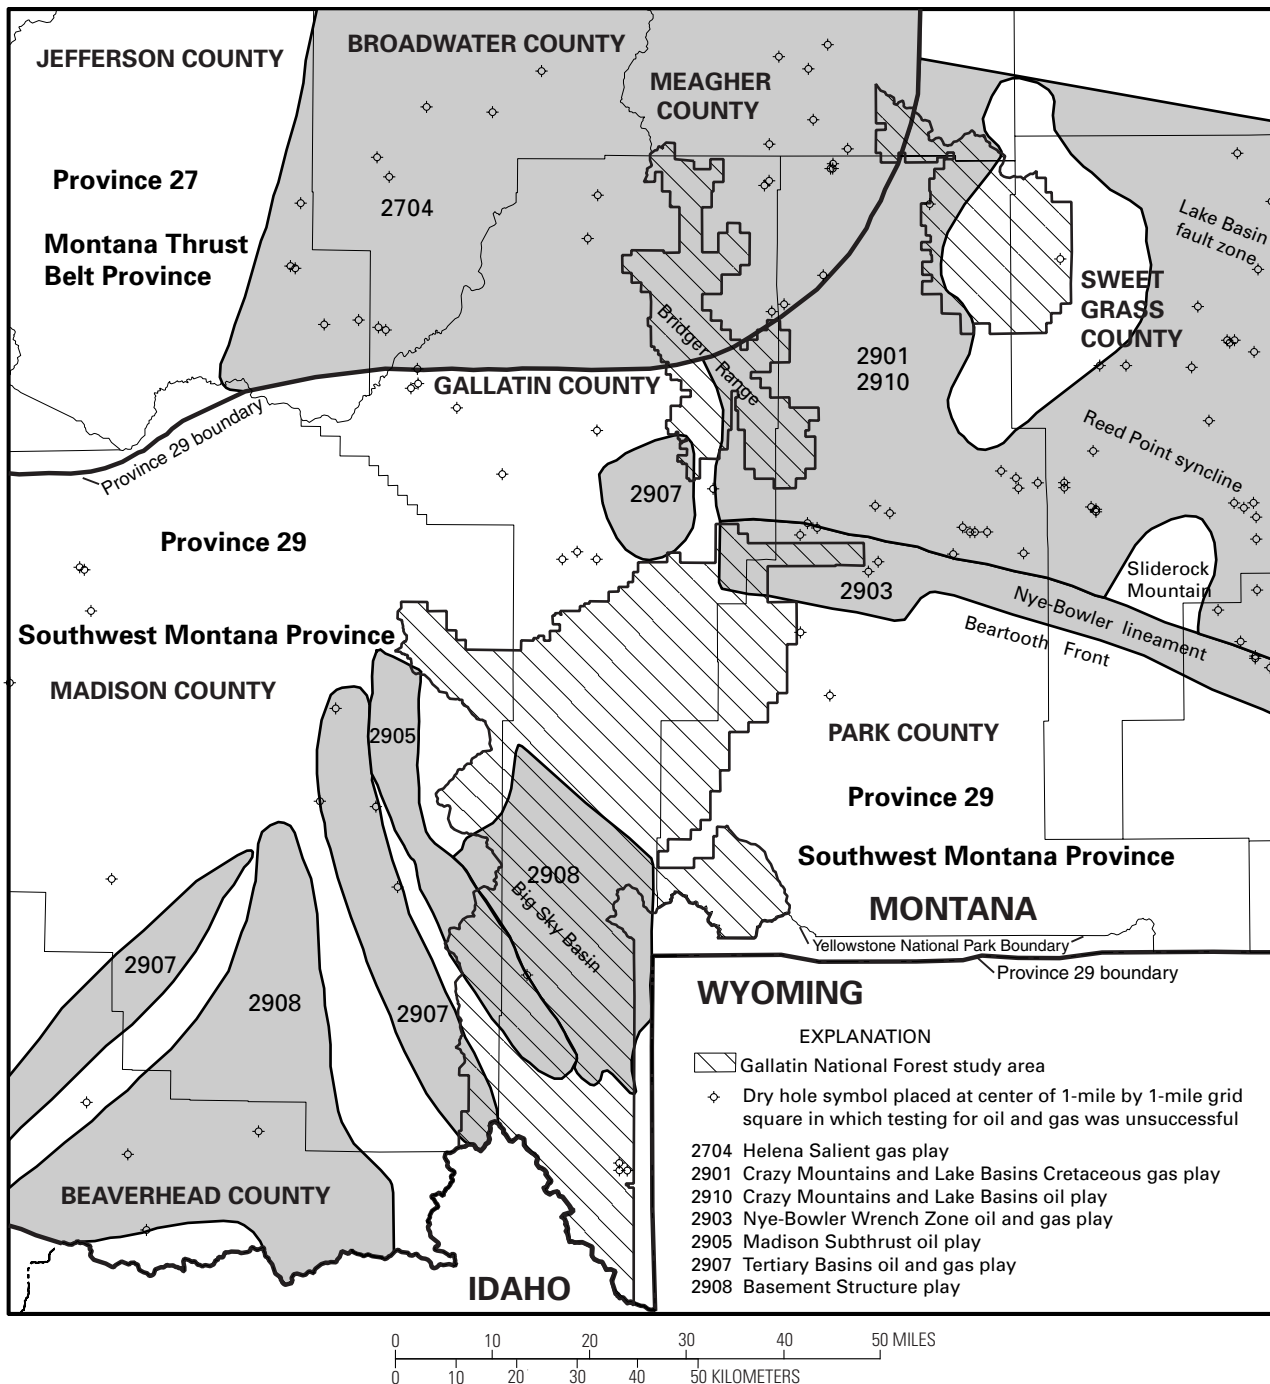 JEFFERSON COUNTY
BROADWATER COUNTY
MEAGHER
COUNTY
Province 27
2704
Montana Thrust
Belt Province
Lake Basin
fault zone
SWEET
GRASS
COUNTY
Bridger Range
2901
2910
GALLATIN COUNTY
Province 29 boundary
Reed Point syncline
2907
Province 29
Sliderock
Mountain
2903
Nye-Bowler lineament
Beartooth Front
Southwest Montana Province
MADISON COUNTY
2905
PARK COUNTY
Province 29
Southwest Montana Province
2908
Big Sky Basin
MONTANA
Yellowstone National Park Boundary
Province 29 boundary
2907
2908
2907
WYOMING
BEAVERHEAD COUNTY
IDAHO
EXPLANATION
Gallatin National Forest study area
Dry hole symbol placed at center of 1-mile by 1-mile grid
square in which testing for oil and gas was unsuccessful
2704 Helena Salient gas play
2901 Crazy Mountains and Lake Basins Cretaceous gas play
2910 Crazy Mountains and Lake Basins oil play
2903 Nye-Bowler Wrench Zone oil and gas play
2905 Madison Subthrust oil play
2907 Tertiary Basins oil and gas play
2908 Basement Structure play
0 10 20 30 40 50 MILES
0 10 20 30 40 50 KILOMETERS